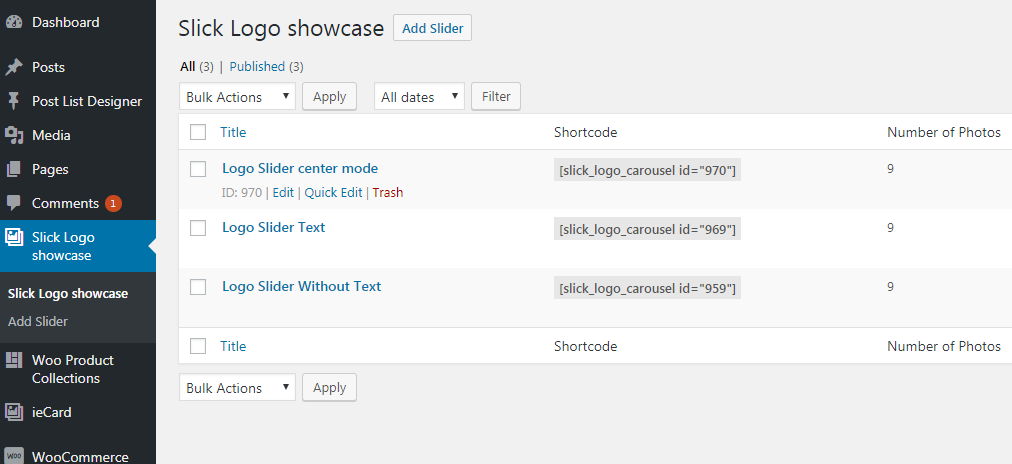 Dashboard
Posts
Post List Designer
Media
Pages
Comments 1
Slick Logo
showcase
Slick Logo showcase
Add Slider
Woo Product
Collections
ieCard
WOO WooCommerce
Slick Logo showcase Add Slider
All (3) | Published (3)
Bulk Actions Apply All dates Filter
Title Shortcode Number of Photos
Logo Slider center mode [slick_logo_carousel id="970"] 9
ID: 970 | Edit | Quick Edit | Trash
Logo Slider Text [slick_logo_carousel id="969"] 9
Logo Slider Without Text [slick_logo_carousel id="959"] 9
Title Shortcode Number of Photos
Bulk Actions Apply